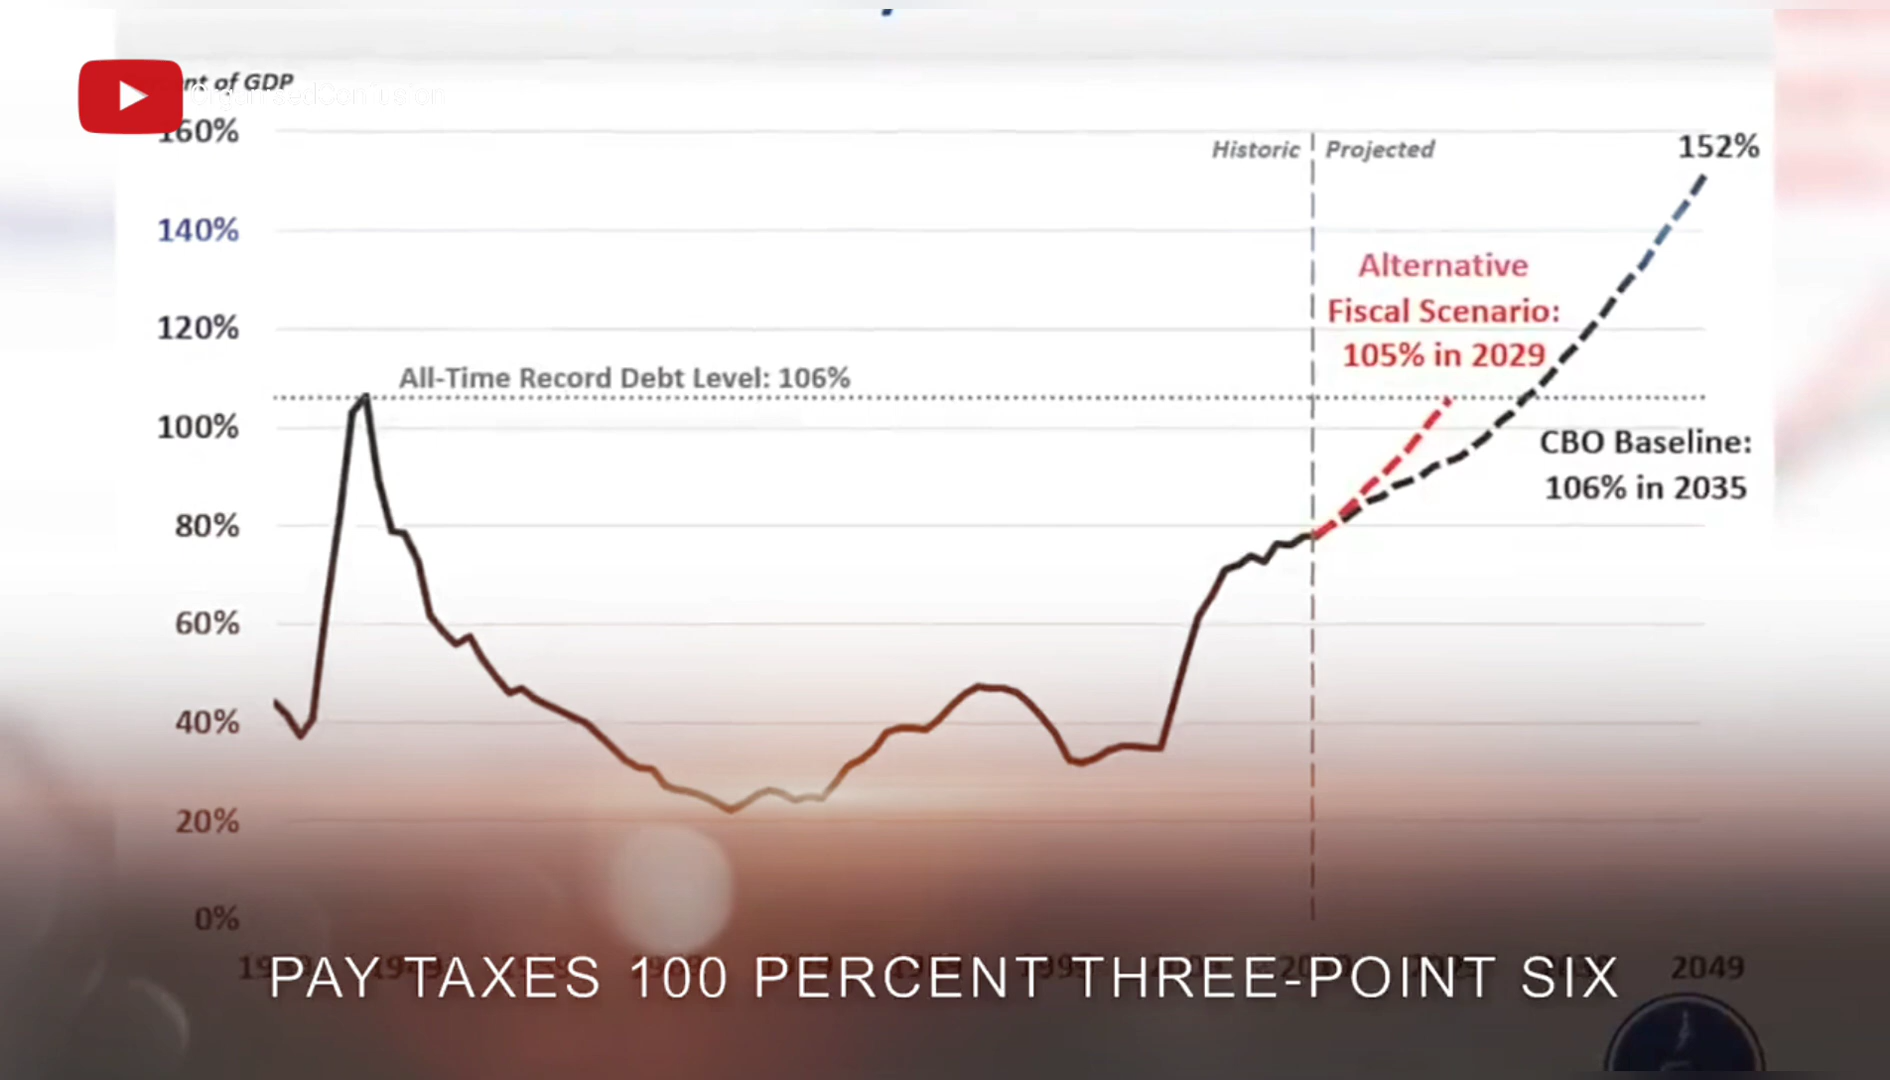 of GDP
OrganisedConfusion
160%
Historic
Projected
152%
140%
Alternative
Fiscal Scenario:
105% in 2029
120%
All-Time Record Debt Level: 106%
100%
CBO Baseline:
106% in 2035
80%
60%
40%
20%
0%
2049
PAY TAXES 100 PERCENT THREE-POINT SIX